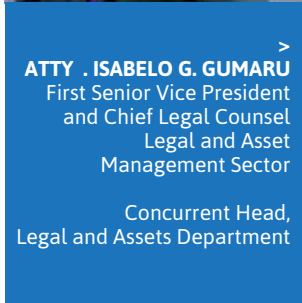 >
ATTY . ISABELO G. GUMARU
First Senior Vice President
and Chief Legal Counsel
Legal and Asset
Management Sector
Concurrent Head,
Legal and Assets Department